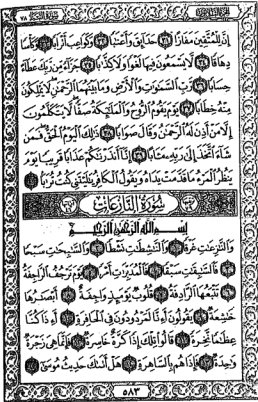 سورة النبإ ٧٨
إِنَّ لِلْمُتَّقِينَ مَفَازًا ٣١ حَدَائِقَ وَأَعْنَابًا ٣٢ وَكَوَاعِبَ أَتْرَابًا ٣٣ وَكَأْسًا
دِهَاقًا ٣٤ لَّا يَسْمَعُونَ فِيهَا لَغْوًا وَلَا كِذَّابًا ٣٥ جَزَاءً مِّن رَّبِّكَ عَطَاءً
حِسَابًا ٣٦ رَّبِّ السَّمَاوَاتِ وَالْأَرْضِ وَمَا بَيْنَهُمَا الرَّحْمَٰنِ لَا يَمْلِكُونَ
مِنْهُ خِطَابًا ٣٧ يَوْمَ يَقُومُ الرُّوحُ وَالْمَلَائِكَةُ صَفًّا لَّا يَتَكَلَّمُونَ
إِلَّا مَنْ أَذِنَ لَهُ الرَّحْمَٰنُ وَقَالَ صَوَابًا ٣٨ ذَٰلِكَ الْيَوْمُ الْحَقُّ فَمَن
شَاءَ اتَّخَذَ إِلَىٰ رَبِّهِ مَآبًا ٣٩ إِنَّا أَنذَرْنَاكُمْ عَذَابًا قَرِيبًا يَوْمَ
يَنظُرُ الْمَرْءُ مَا قَدَّمَتْ يَدَاهُ وَيَقُولُ الْكَافِرُ يَا لَيْتَنِي كُنتُ تُرَابًا ٤٠
سُورَةُ النَّازِعَاتِ
بِسْمِ اللَّهِ الرَّحْمَٰنِ الرَّحِيمِ
وَالنَّازِعَاتِ غَرْقًا ١ وَالنَّاشِطَاتِ نَشْطًا ٢ وَالسَّابِحَاتِ سَبْحًا
٣ فَالسَّابِقَاتِ سَبْقًا ٤ فَالْمُدَبِّرَاتِ أَمْرًا ٥ يَوْمَ تَرْجُفُ الرَّاجِفَةُ
٦ تَتْبَعُهَا الرَّادِفَةُ ٧ قُلُوبٌ يَوْمَئِذٍ وَاجِفَةٌ ٨ أَبْصَارُهَا
خَاشِعَةٌ ٩ يَقُولُونَ أَإِنَّا لَمَرْدُودُونَ فِي الْحَافِرَةِ ١٠ أَإِذَا كُنَّا
عِظَامًا نَّخِرَةً ١١ قَالُوا تِلْكَ إِذًا كَرَّةٌ خَاسِرَةٌ ١٢ فَإِنَّمَا هِيَ زَجْرَةٌ
وَاحِدَةٌ ١٣ فَإِذَا هُم بِالسَّاهِرَةِ ١٤ هَلْ أَتَاكَ حَدِيثُ مُوسَىٰ ١٥
٥٨٣